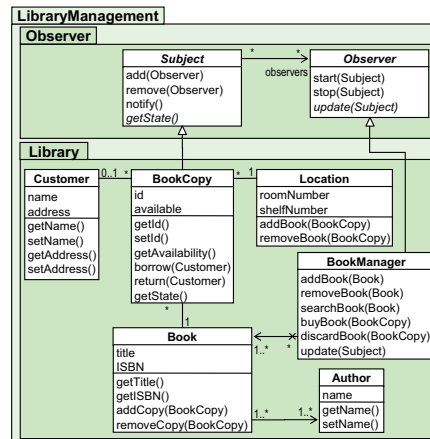 LibraryManagement
Observer
Subject
add(Observer)
remove(Observer)
notify()
getState()
*
*
observers
Observer
start(Subject)
stop(Subject)
update(Subject)
Library
Customer
name
address
getName()
setName()
getAddress()
setAddress()
0..1
*
BookCopy
id
available
getId()
setId()
getAvailability()
borrow(Customer)
return(Customer)
getState()
*
1
Location
roomNumber
shelfNumber
addBook(BookCopy)
removeBook(BookCopy)
BookManager
addBook(Book)
removeBook(Book)
searchBook(Book)
buyBook(BookCopy)
discardBook(BookCopy)
update(Subject)
*
1
Book
title
ISBN
getTitle()
getISBN()
addCopy(BookCopy)
removeCopy(BookCopy)
1..*
*
1..*
1..*
Author
name
getName()
setName()